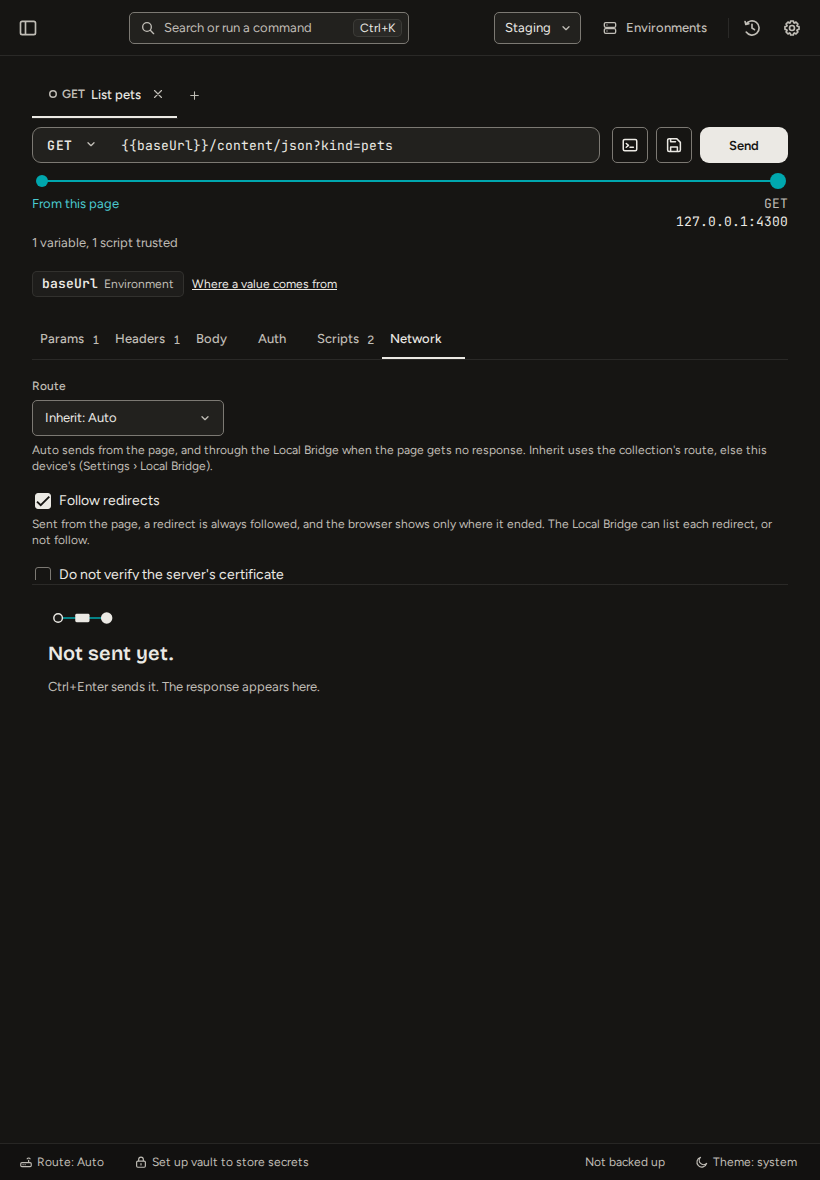 Search or run a command Ctrl+K Staging Environments
GET List pets
GET {{baseUrl}}/content/json?kind=pets Send
From this page GET
127.0.0.1:4300
1 variable, 1 script trusted
baseUrl Environment Where a value comes from
Params 1 Headers 1 Body Auth Scripts 2 Network
Route
Inherit: Auto
Auto sends from the page, and through the Local Bridge when the page gets no response. Inherit uses the collection's route, else this
device's (Settings › Local Bridge).
Follow redirects
Sent from the page, a redirect is always followed, and the browser shows only where it ended. The Local Bridge can list each redirect, or
not follow.
Do not verify the server's certificate
Not sent yet.
Ctrl+Enter sends it. The response appears here.
Route: Auto Set up vault to store secrets Not backed up Theme: system